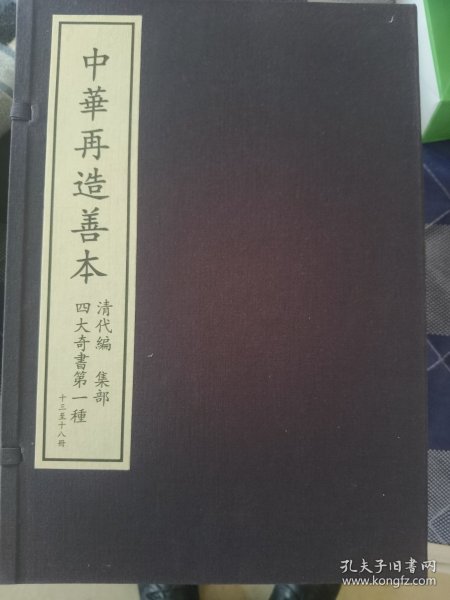 中華再造善本
清代編 集部
四大奇書第一種
十三至十八冊
孔夫子旧书网
www.kongfz.com